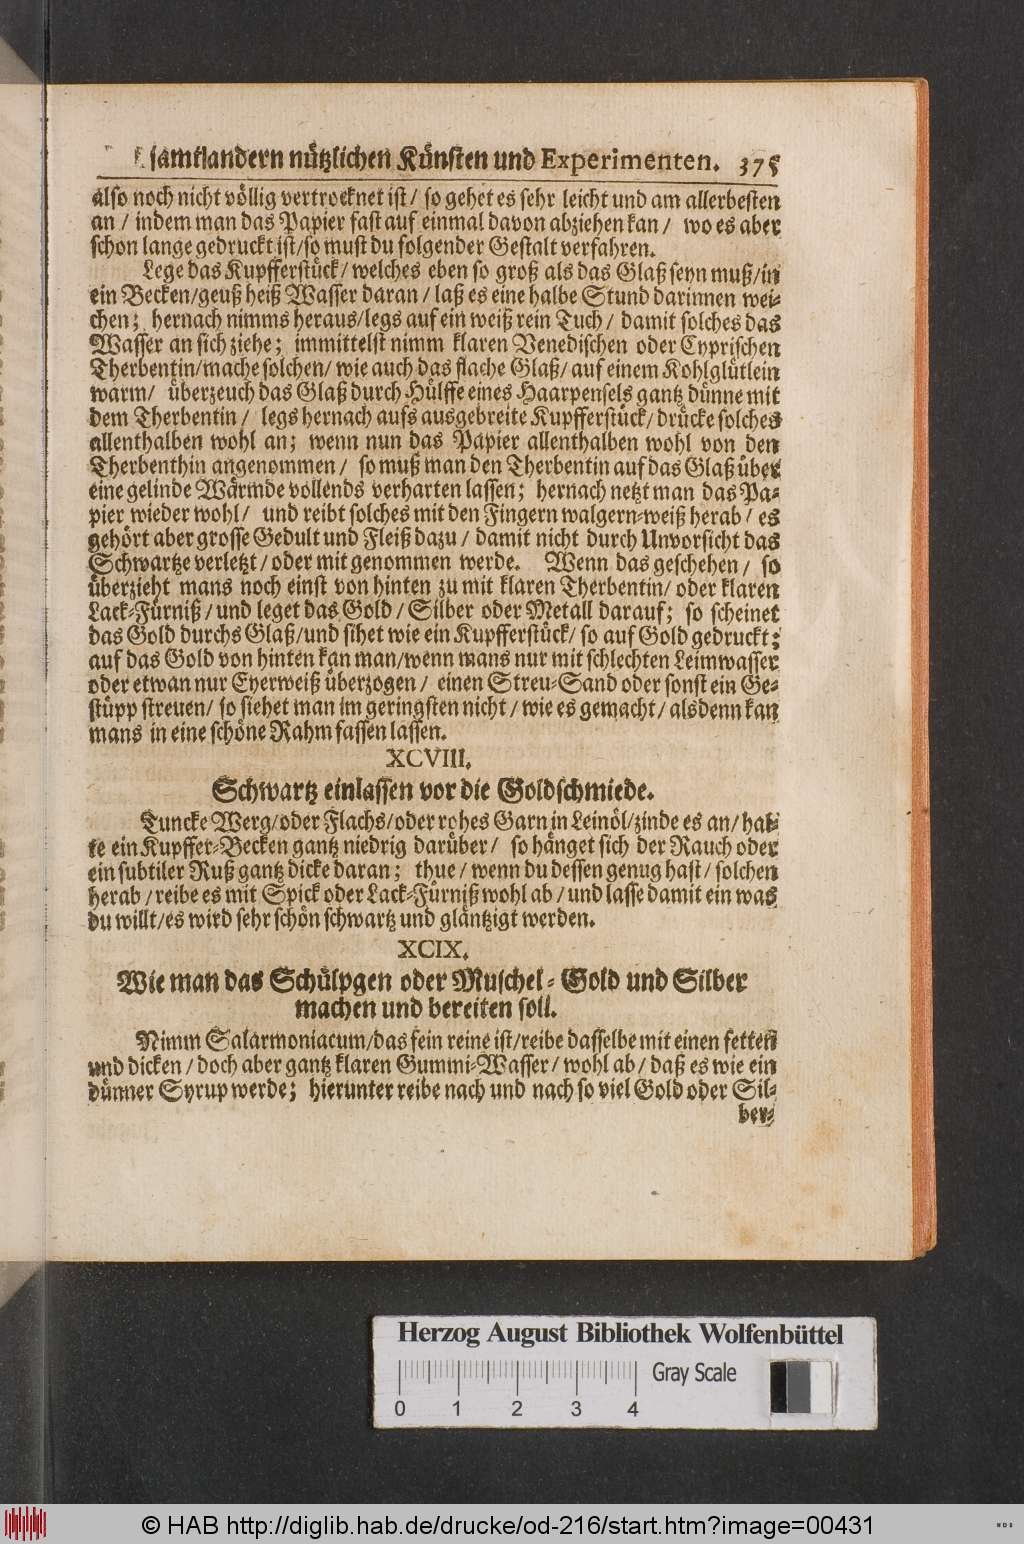 samt andern nützlichen Künsten und Experimenten. 375
also noch nicht völlig vertrocknet ist / so gehet es sehr leicht und am allerbesten
an / indem man das Papier fast auf einmal davon abziehen kan / wo es aber
schon lange gedruckt ist/so must du folgender Gestalt verfahren.
Lege das Kupfferstück/ welches eben so groß als das Glaß seyn muß/in
ein Becken/geuß heiß Wasser daran / laß es eine halbe Stund darinnen wei-
chen; hernach nimms heraus/legs auf ein weiß rein Tuch/ damit solches das
Wasser an sich ziehe; immittelst nimm klaren Venedischen oder Cyprischen
Therbentin/mache solchen/ wie auch das flache Glaß/ auf einem Kohlglütlein
warm/ überzeuch das Glaß durch Hülffe eines Haarpensels gantz dünne mit
dem Therbentin / legs hernach aufs ausgebreite Kupfferstück/ drücke solches
allenthalben wohl an; wenn nun das Papier allenthalben wohl von den
Therbenthin angenommen / so muß man den Therbentin auf das Glaß über
eine gelinde Wärmde vollends verharten lassen; hernach netzt man das Pa-
pier wieder wohl/ und reibt solches mit den Fingern walgern-weiß herab / es
gehört aber grosse Gedult und Fleiß dazu / damit nicht durch Unvorsicht das
Schwartze verletzt / oder mit genommen werde. Wenn das geschehen / so
überzieht mans noch einst von hinten zu mit klaren Therbentin/ oder klaren
Lack-Fürniß / und leget das Gold / Silber oder Metall darauf; so scheinet
das Gold durchs Glaß/und sihet wie ein Kupfferstück/ so auf Gold gedruckt;
auf das Gold von hinten kan man/wenn mans nur mit schlechten Leimwasser
oder etwan nur Eyerweiß überzogen / einen Streu-Sand oder sonst ein Ge-
stüpp streuen/ so siehet man im geringsten nicht / wie es gemacht/ alsdenn kan
mans in eine schöne Rahm fassen lassen.
XCVIII.
Schwartz einlassen vor die Goldschmiede.
Tuncke Werg/oder Flachs/oder rohes Garn in Leinöl/zinde es an/ hal-
te ein Kupffer-Becken gantz niedrig darüber/ so hänget sich der Rauch oder
ein subtiler Ruß gantz dicke daran; thue / wenn du dessen genug hast/ solchen
herab / reibe es mit Spick oder Lack-Fürniß wohl ab / und lasse damit ein was
du willt/es wird sehr schön schwartz und gläntzigt werden.
XCIX.
Wie man das Schülpgen oder Muschel-Gold und Silber
machen und bereiten soll.
Nimm Salarmoniacum/das fein reine ist/reibe dasselbe mit einen fetten
und dicken / doch aber gantz klaren Gummi-Wasser / wohl ab / daß es wie ein
dünner Syrup werde; hierunter reibe nach und nach so viel Gold oder Sil-
ber-
Herzog August Bibliothek Wolfenbüttel
Gray Scale
0 1 2 3 4
© HAB http://diglib.hab.de/drucke/od-216/start.htm?image=00431